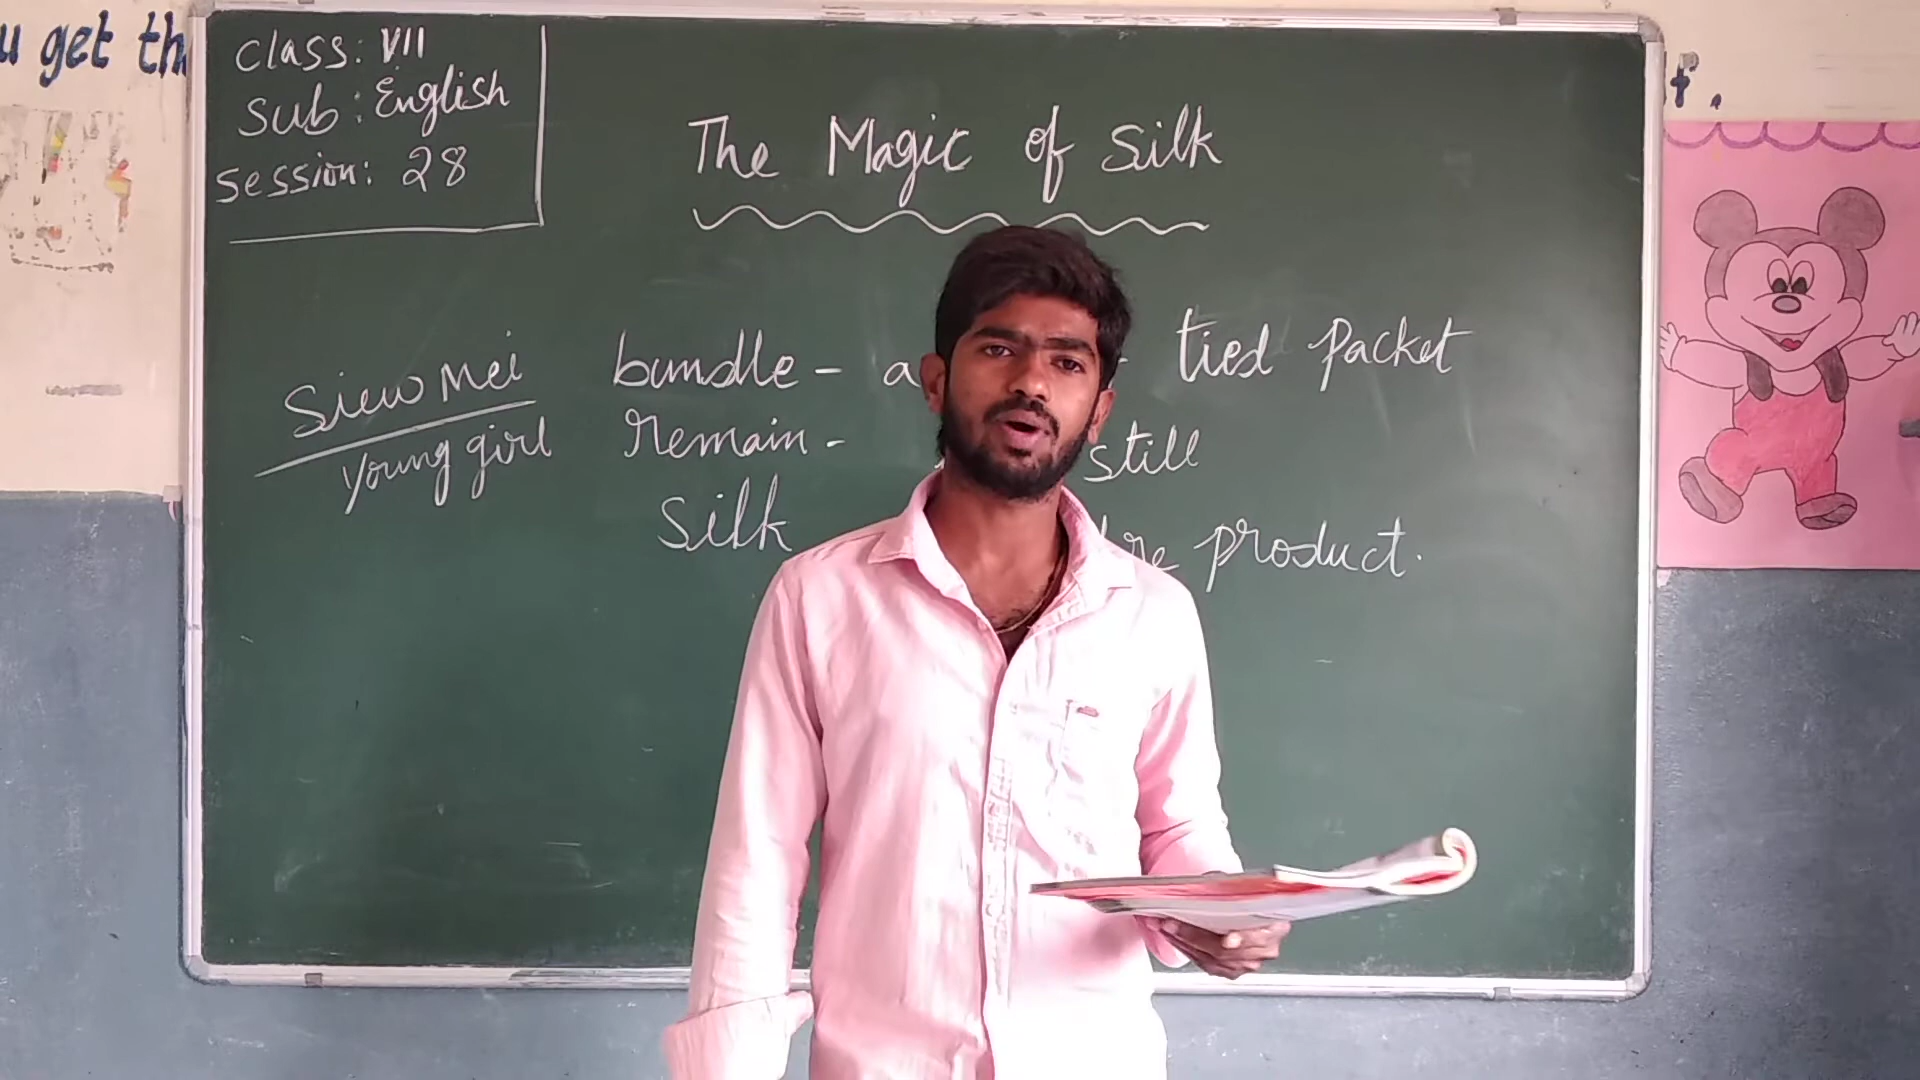 u get th
t.
Class: VII
Sub: English
Session: 28
The Magic of Silk
Siew Mei
Young girl
bundle - a - tied Packet
Remain - still
Silk re product.